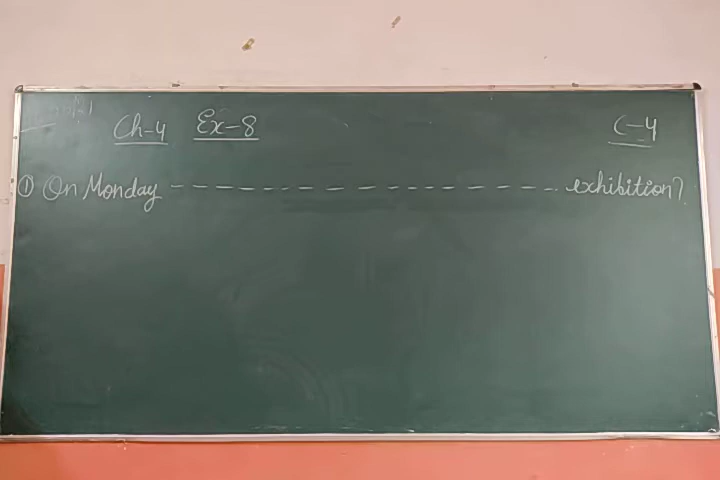 Ch-4 Ex-8 C-4
① On Monday ------------------ exhibition?